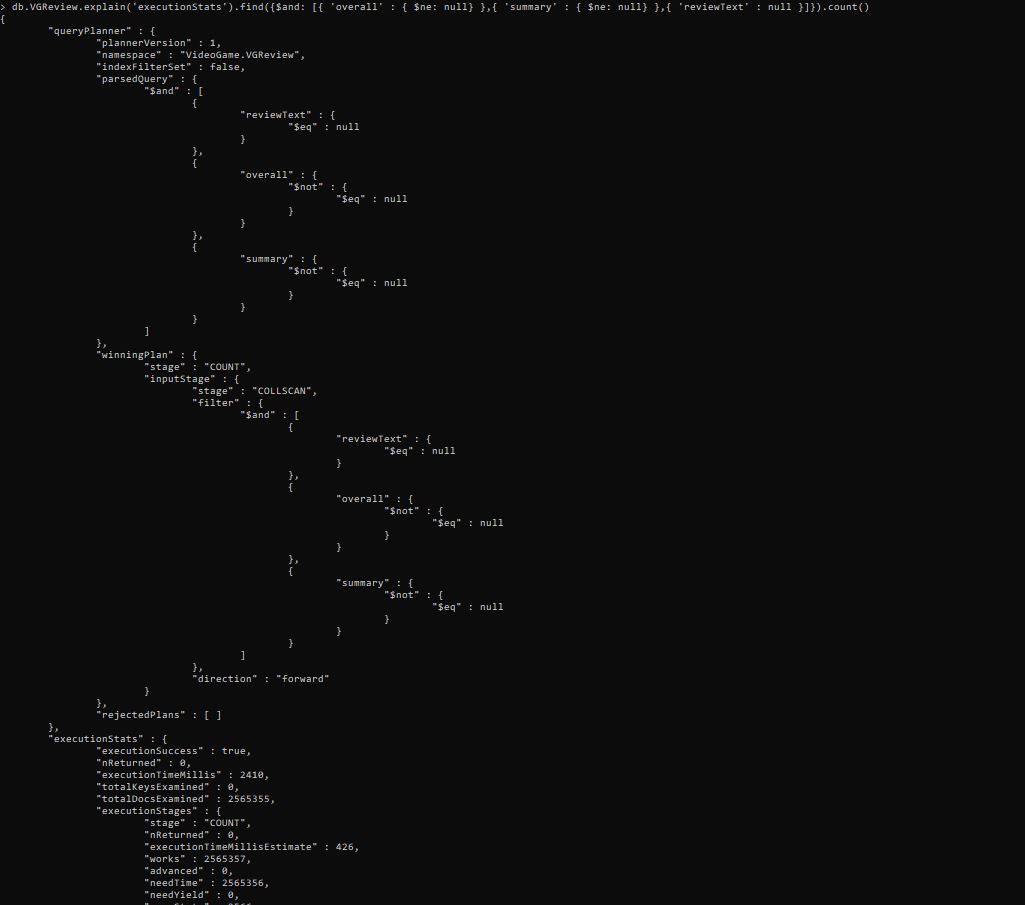 > db.VGReview.explain('executionStats').find({$and: [{ 'overall' : { $ne: null} },{ 'summary' : { $ne: null} },{ 'reviewText' : null }]}).count()
{
"queryPlanner" : {
"plannerVersion" : 1,
"namespace" : "VideoGame.VGReview",
"indexFilterSet" : false,
"parsedQuery" : {
"$and" : [
{
"reviewText" : {
"$eq" : null
}
},
{
"overall" : {
"$not" : {
"$eq" : null
}
}
},
{
"summary" : {
"$not" : {
"$eq" : null
}
}
}
]
},
"winningPlan" : {
"stage" : "COUNT",
"inputStage" : {
"stage" : "COLLSCAN",
"filter" : {
"$and" : [
{
"reviewText" : {
"$eq" : null
}
},
{
"overall" : {
"$not" : {
"$eq" : null
}
}
},
{
"summary" : {
"$not" : {
"$eq" : null
}
}
}
]
},
"direction" : "forward"
}
},
"rejectedPlans" : [ ]
},
"executionStats" : {
"executionSuccess" : true,
"nReturned" : 0,
"executionTimeMillis" : 2410,
"totalKeysExamined" : 0,
"totalDocsExamined" : 2565355,
"executionStages" : {
"stage" : "COUNT",
"nReturned" : 0,
"executionTimeMillisEstimate" : 426,
"works" : 2565357,
"advanced" : 0,
"needTime" : 2565356,
"needYield" : 0,